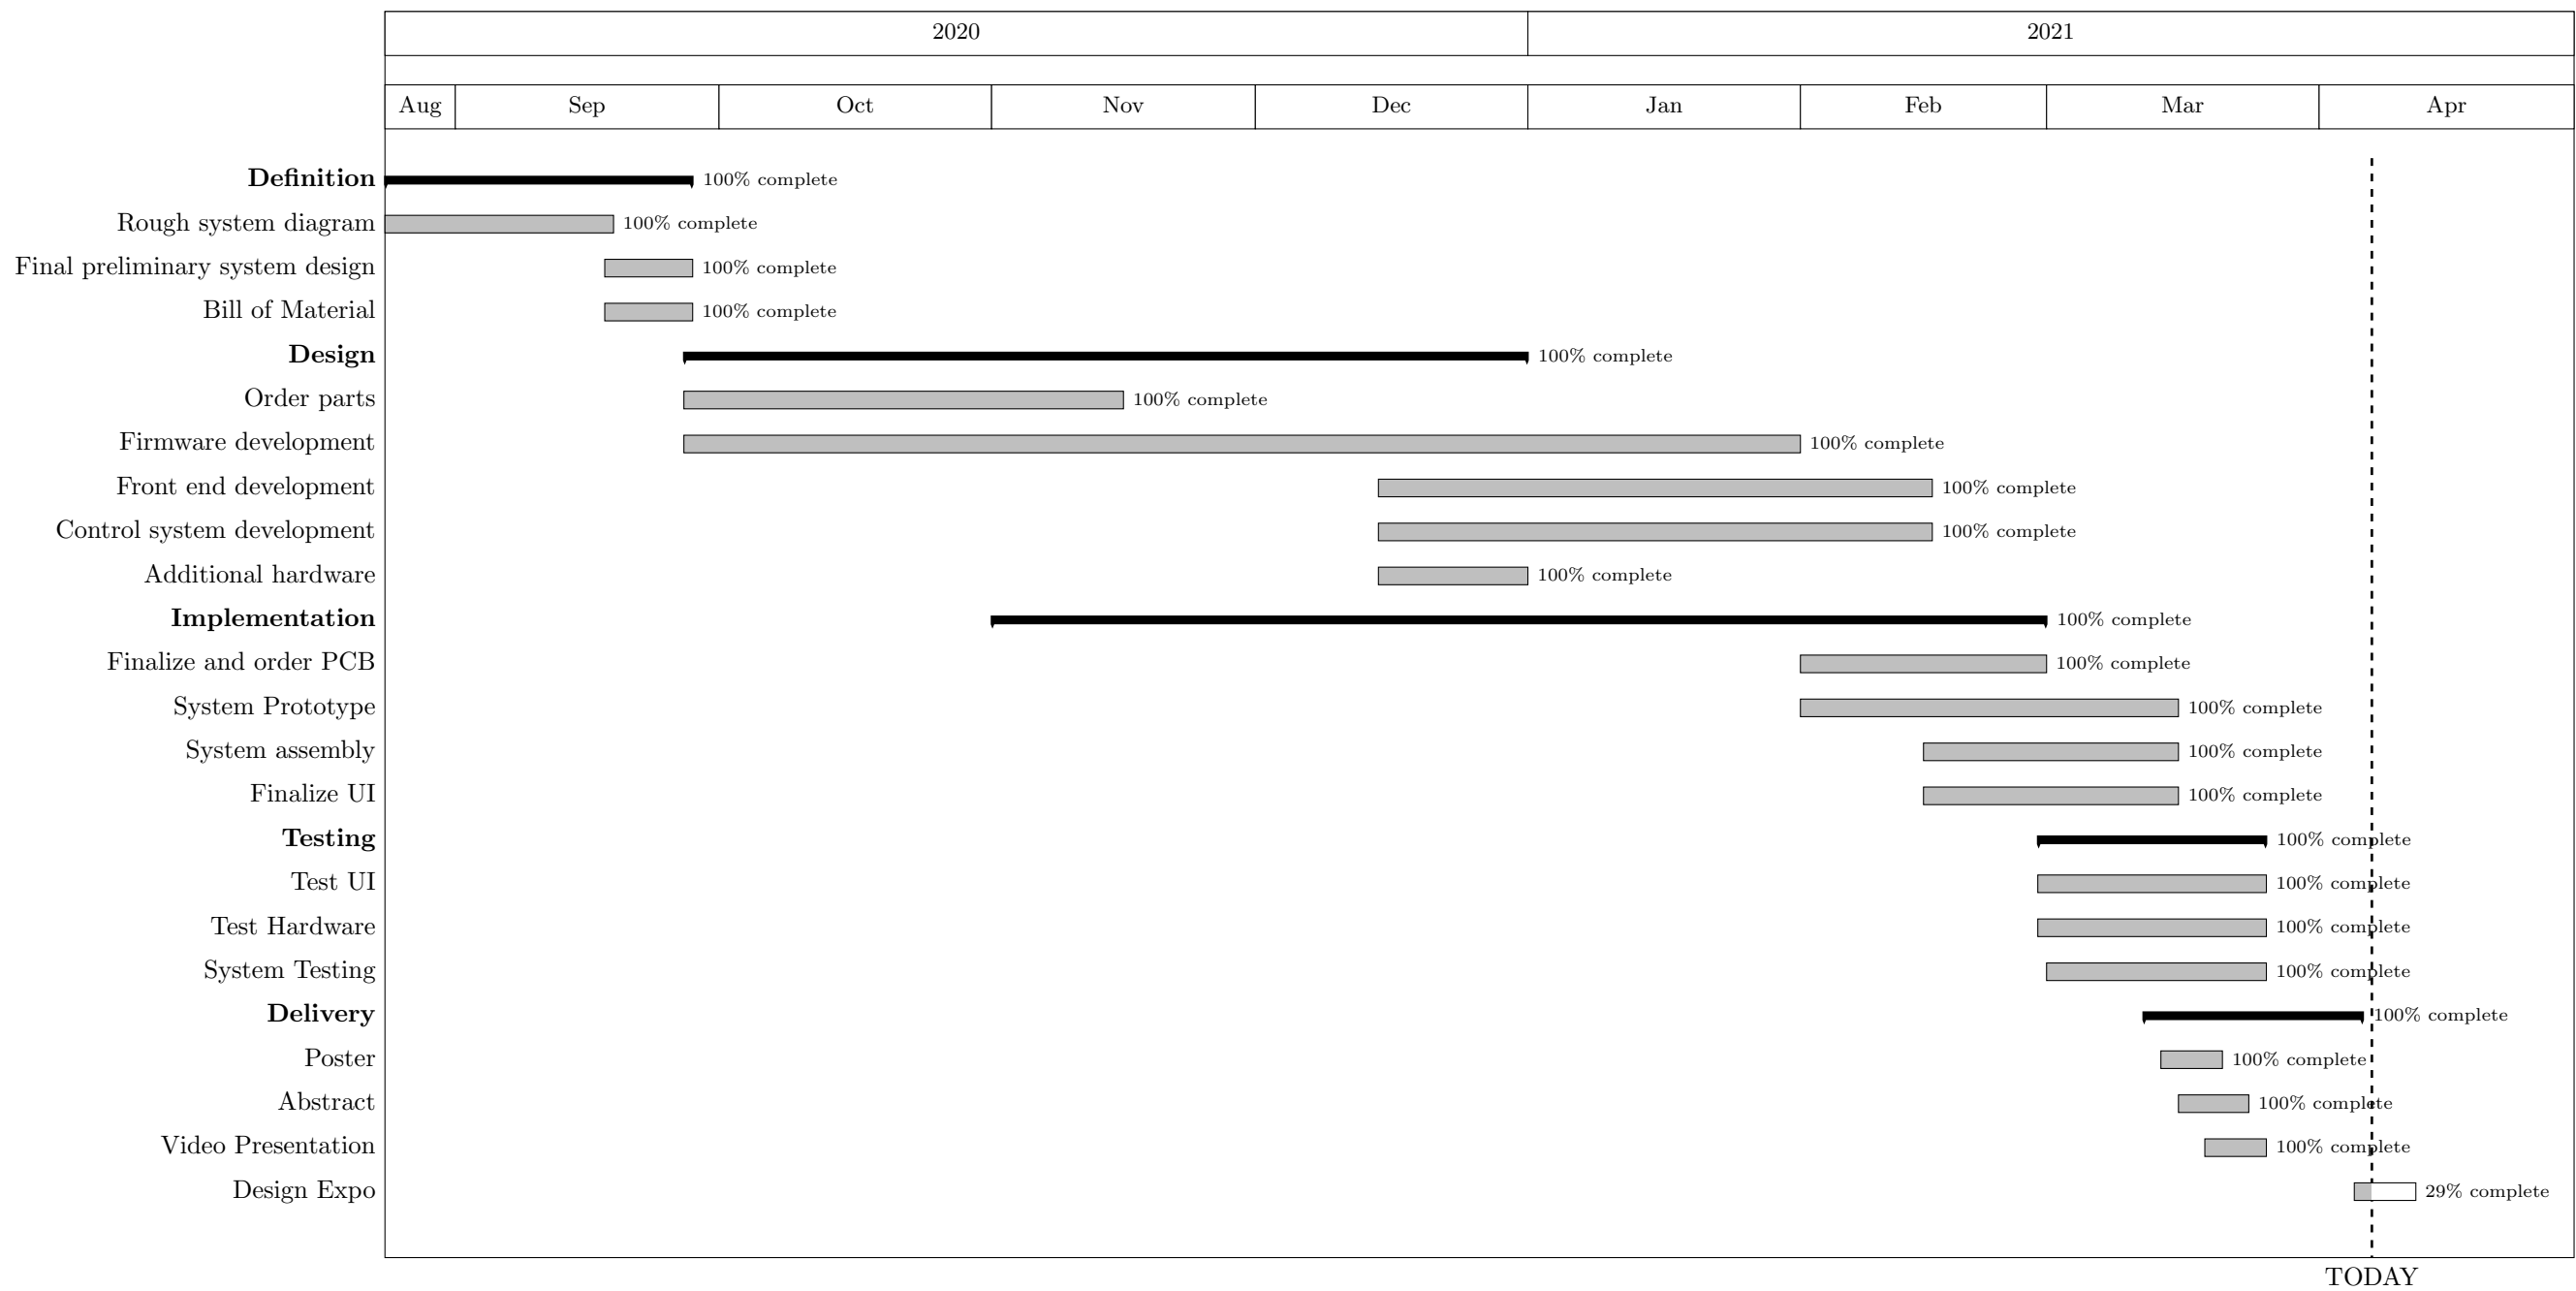 2020 2021
Aug Sep Oct Nov Dec Jan Feb Mar Apr
Definition 100% complete
Rough system diagram 100% complete
Final preliminary system design 100% complete
Bill of Material 100% complete
Design 100% complete
Order parts 100% complete
Firmware development 100% complete
Front end development 100% complete
Control system development 100% complete
Additional hardware 100% complete
Implementation 100% complete
Finalize and order PCB 100% complete
System Prototype 100% complete
System assembly 100% complete
Finalize UI 100% complete
Testing 100% complete
Test UI 100% complete
Test Hardware 100% complete
System Testing 100% complete
Delivery 100% complete
Poster 100% complete
Abstract 100% complete
Video Presentation 100% complete
Design Expo 29% complete
TODAY